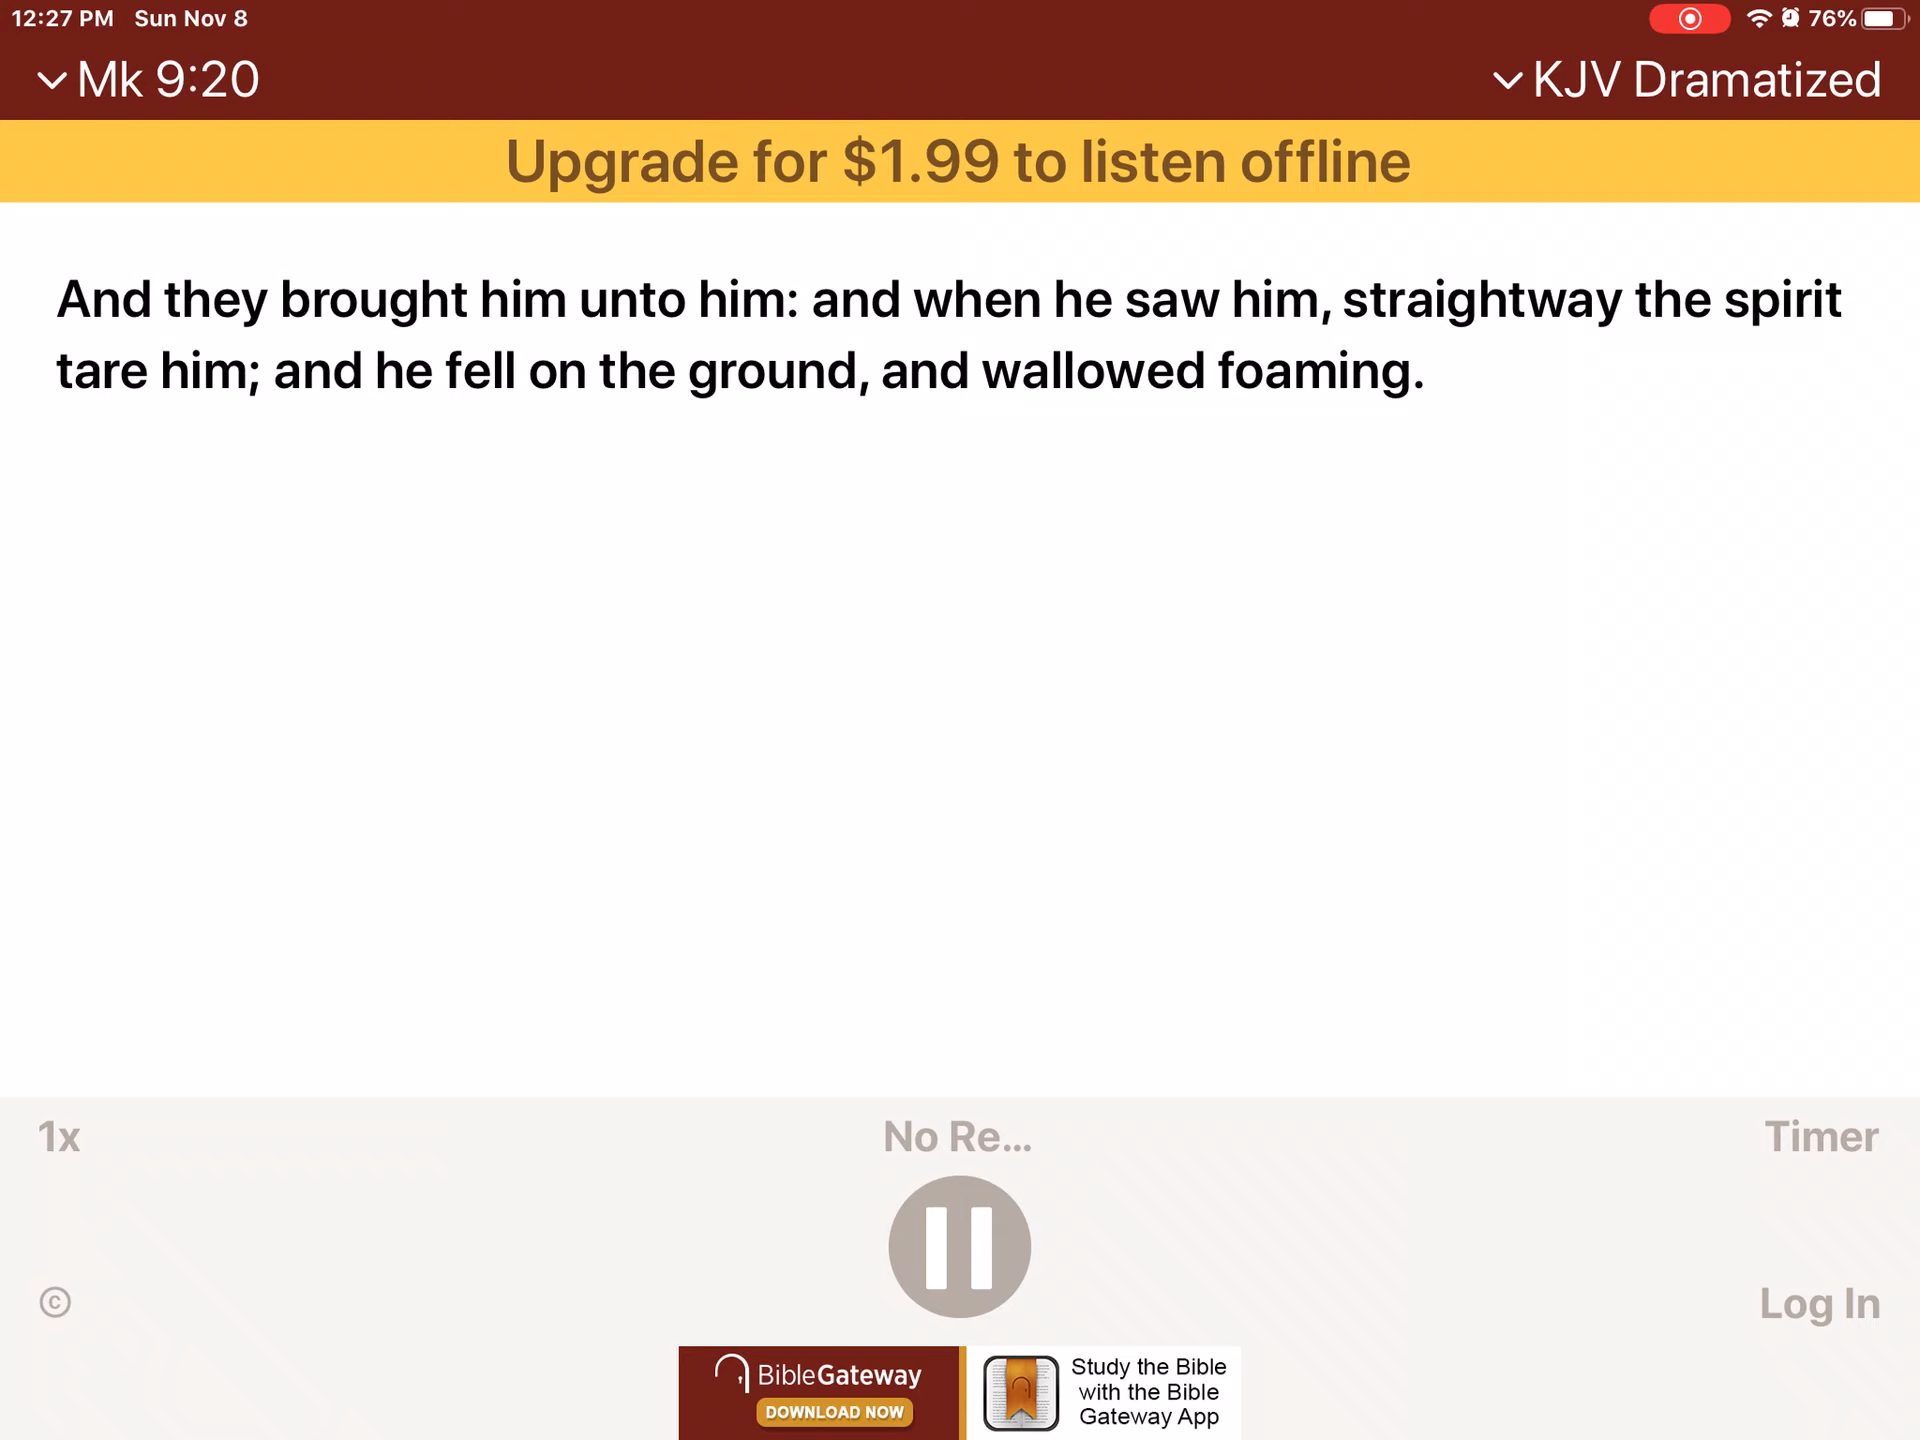 12:27 PM Sun Nov 8 76%
Mk 9:20 KJV Dramatized
Upgrade for $1.99 to listen offline
And they brought him unto him: and when he saw him, straightway the spirit
tare him; and he fell on the ground, and wallowed foaming.
1x No Re... Timer
© Log In
BibleGateway
DOWNLOAD NOW
Study the Bible
with the Bible
Gateway App